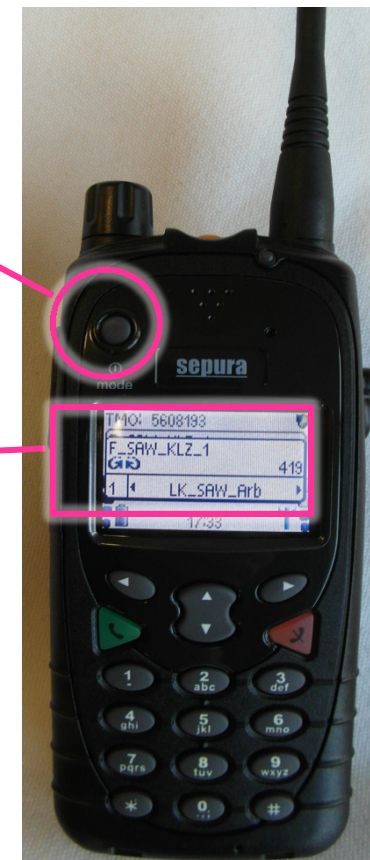 mode
sepura
TMO: 5608193
F_SAW_KLZ_1
419
1 LK_SAW_Arb
17:33
1
2 abc
3 def
4 ghi
5 jkl
6 mno
7 pqrs
8 tuv
9 wxyz
*
0
#